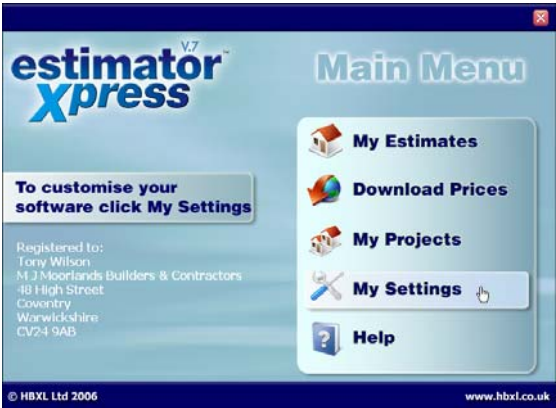 estimator V.7 ™
Xpress
Main Menu
My Estimates
Download Prices
My Projects
My Settings
Help
To customise your
software click My Settings
Registered to:
Tony Wilson
M J Moorlands Builders & Contractors
48 High Street
Coventry
Warwickshire
CV24 9AB
© HBXL Ltd 2006
www.hbxl.co.uk